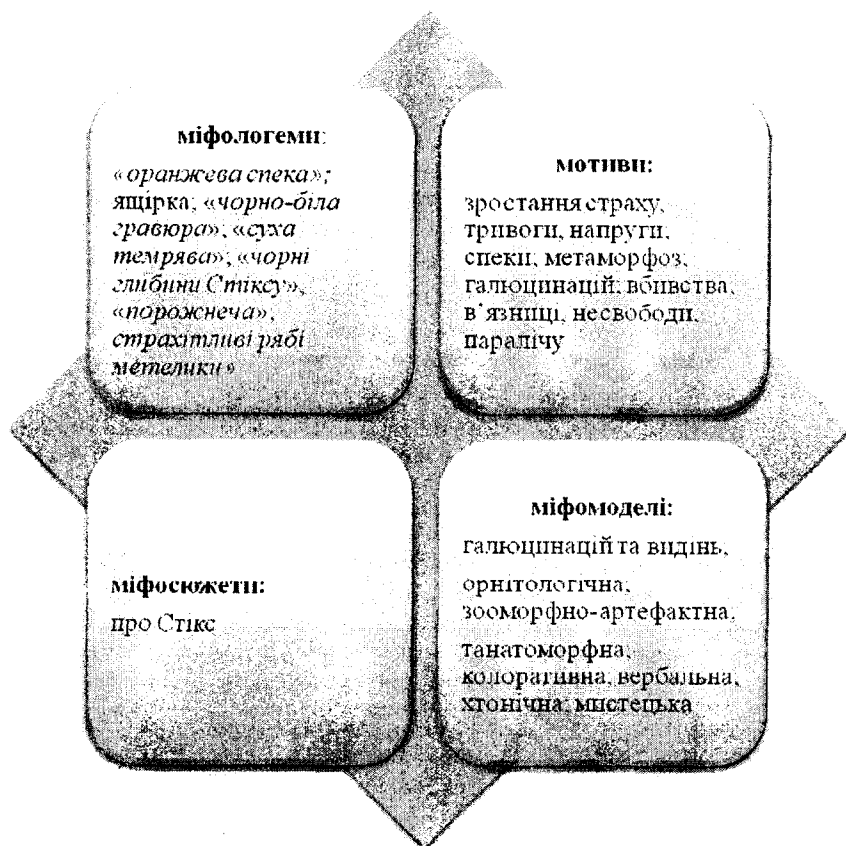 міфологеми:
«оранжева спека»;
ящірка; «чорно-біла
гравюра»; «суха
темрява»; «чорні
глибини Стіксу»,
«порожнеча»,
страхітливі рябі
метелики»
мотиви:
зростання страху,
тривоги, напруги,
спеки; метаморфоз;
галюцинацій; вбивства,
в'язниці, несвободи,
паралічу
міфосюжети:
про Стікс
міфомоделі:
галюцинацій та видінь,
орнітологічна,
зооморфно-артефактна,
танатоморфна,
колоративна, вербальна,
хтонічна; мистецька